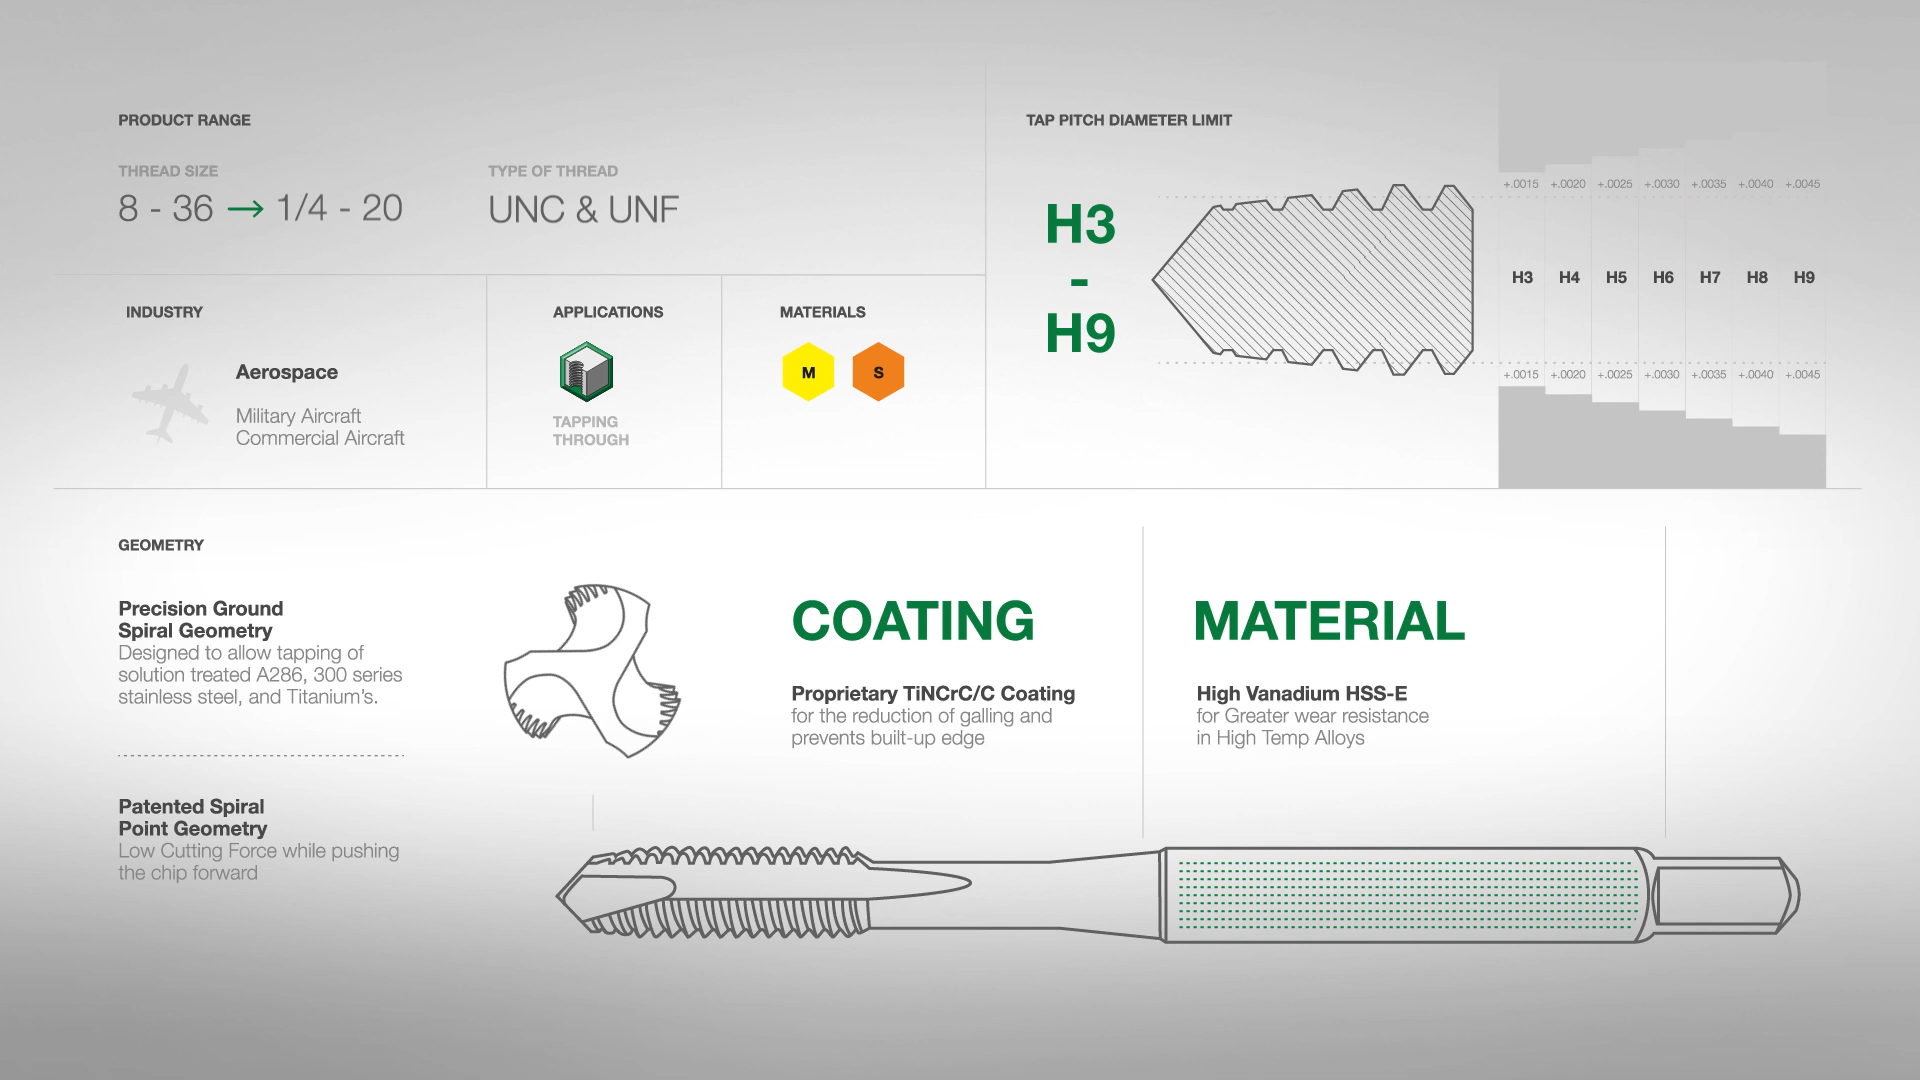 PRODUCT RANGE
THREAD SIZE
8 - 36 → 1/4 - 20
TYPE OF THREAD
UNC & UNF
TAP PITCH DIAMETER LIMIT
H3
-
H9
+.0015 +.0020 +.0025 +.0030 +.0035 +.0040 +.0045
H3 H4 H5 H6 H7 H8 H9
+.0015 +.0020 +.0025 +.0030 +.0035 +.0040 +.0045
INDUSTRY
Aerospace
Military Aircraft
Commercial Aircraft
APPLICATIONS
TAPPING
THROUGH
MATERIALS
M S
GEOMETRY
Precision Ground
Spiral Geometry
Designed to allow tapping of
solution treated A286, 300 series
stainless steel, and Titanium's.
Patented Spiral
Point Geometry
Low Cutting Force while pushing
the chip forward
COATING
Proprietary TiNCrC/C Coating
for the reduction of galling and
prevents built-up edge
MATERIAL
High Vanadium HSS-E
for Greater wear resistance
in High Temp Alloys